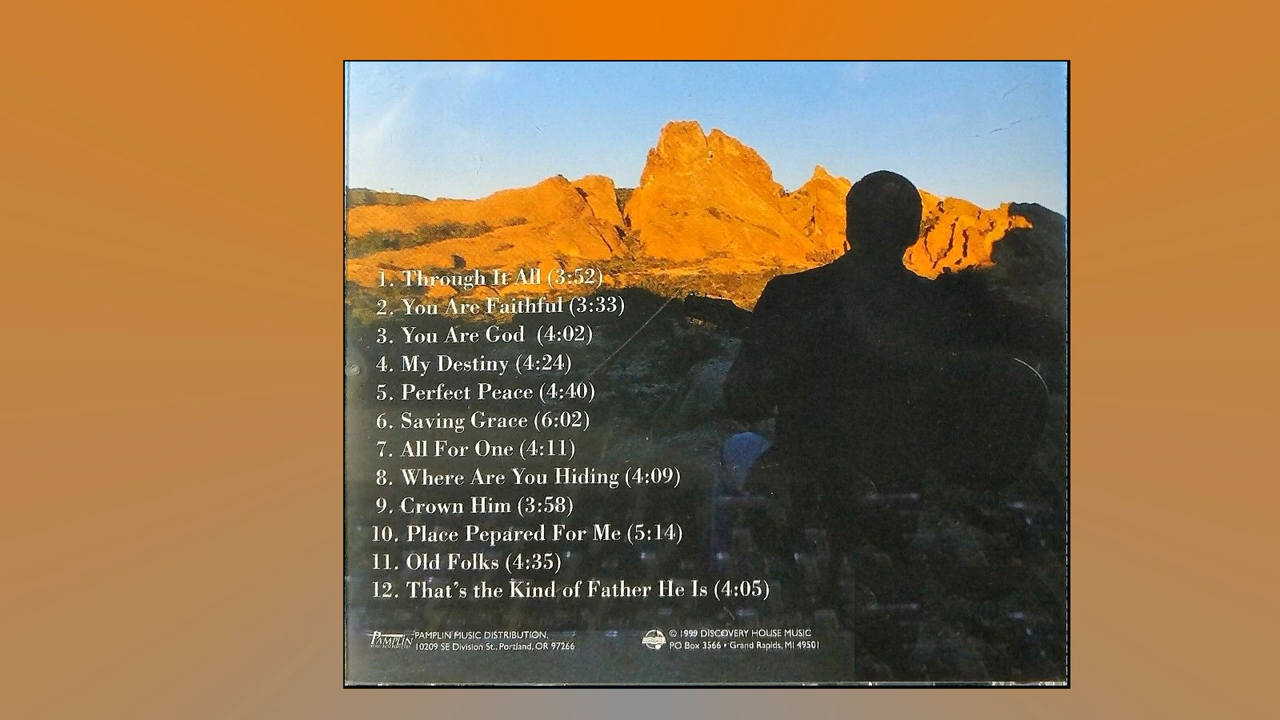 1. Through It All (3:52)
2. You Are Faithful (3:33)
3. You Are God (4:02)
4. My Destiny (4:24)
5. Perfect Peace (4:40)
6. Saving Grace (6:02)
7. All For One (4:11)
8. Where Are You Hiding (4:09)
9. Crown Him (3:58)
10. Place Pepared For Me (5:14)
11. Old Folks (4:35)
12. That's the Kind of Father He Is (4:05)
PAMPLIN
PAMPLIN MUSIC DISTRIBUTION,
10209 SE Division St., Portland, OR 97266
© 1999 DISCOVERY HOUSE MUSIC
PO Box 3566 • Grand Rapids, MI 49501